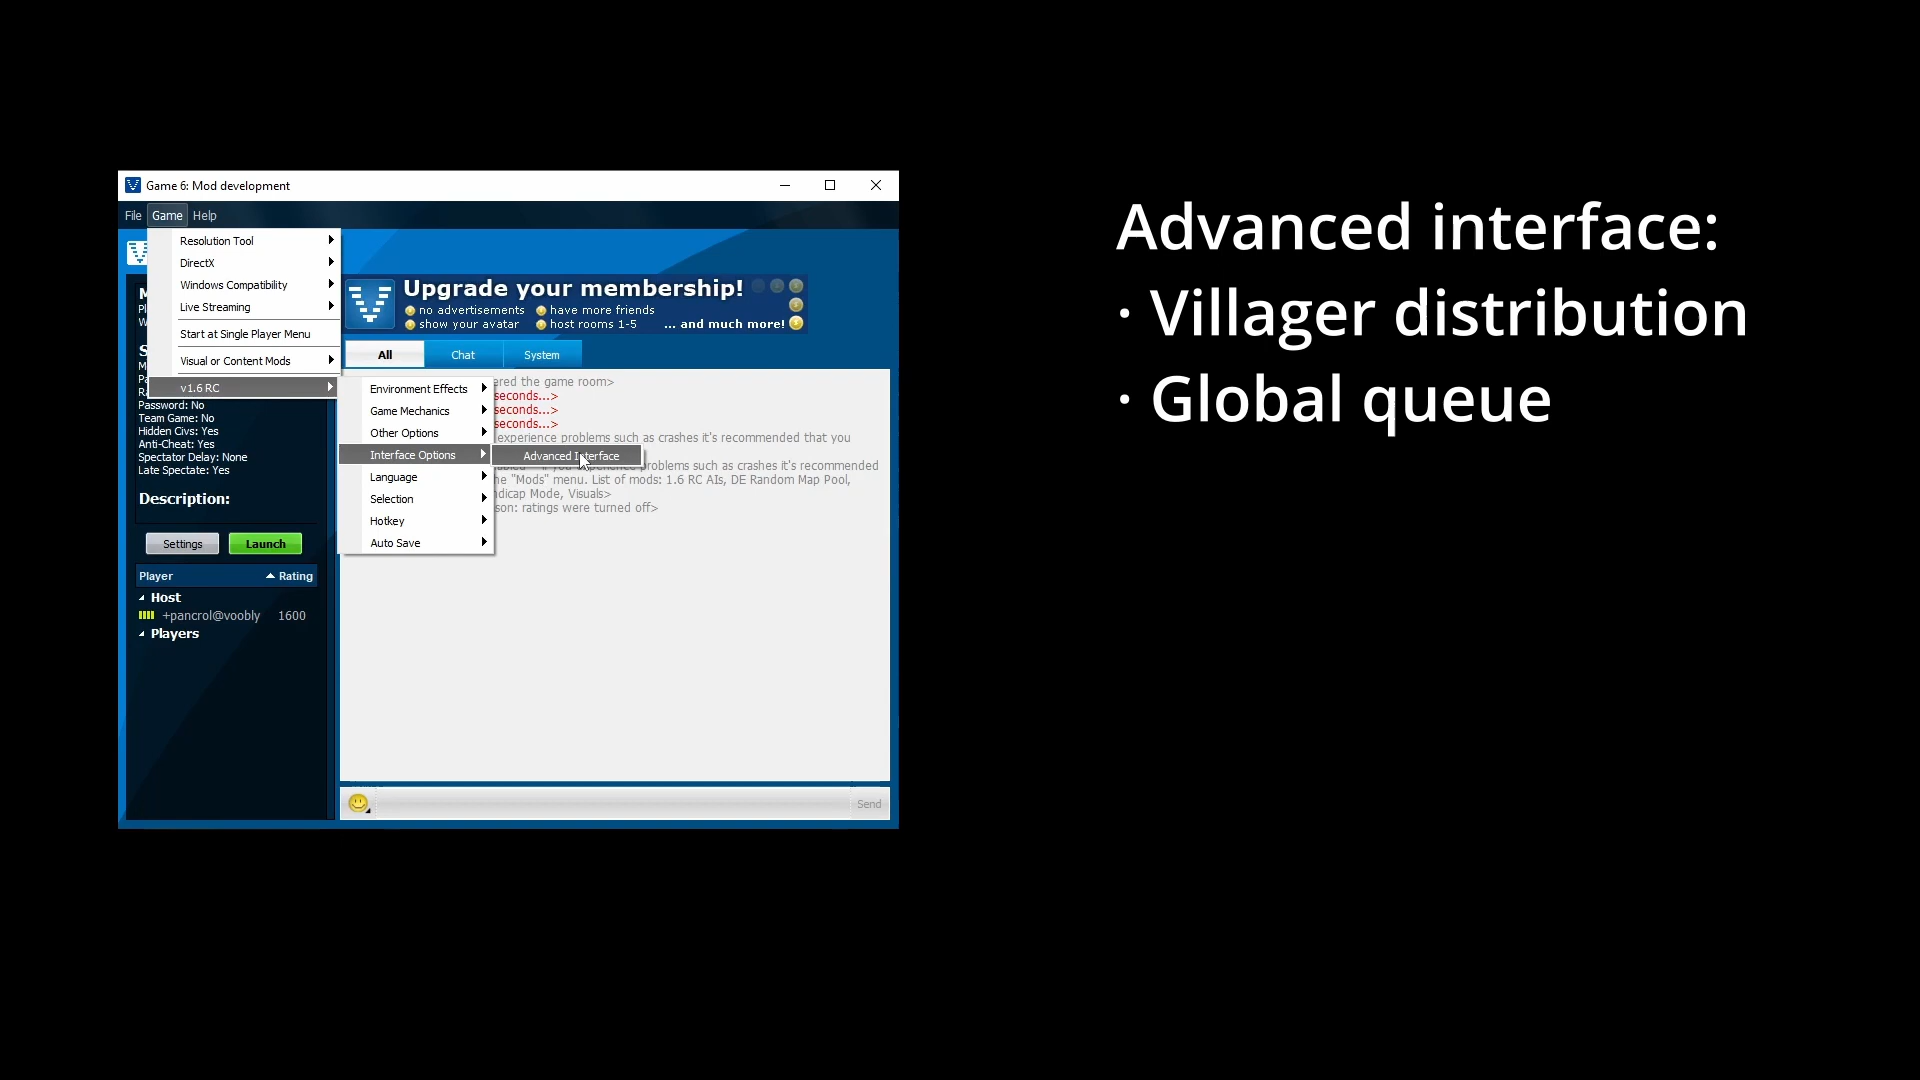 Game 6: Mod development
File Game Help
Resolution Tool
DirectX
Windows Compatibility
Live Streaming
Start at Single Player Menu
Visual or Content Mods
v1.6 RC
Environment Effects
Game Mechanics
Other Options
Interface Options
Language
Selection
Hotkey
Auto Save
Advanced Interface
Password: No
Team Game: No
Hidden Civs: Yes
Anti-Cheat: Yes
Spectator Delay: None
Late Spectate: Yes
Description:
Settings Launch
Player Rating
Host
+pancrol@voobly 1600
Players
Upgrade your membership!
no advertisements have more friends
show your avatar host rooms 1-5 ... and much more!
All Chat System
ered the game room>
seconds...>
seconds...>
seconds...>
experience problems such as crashes it's recommended that you
problems such as crashes it's recommended
he "Mods" menu. List of mods: 1.6 RC AIs, DE Random Map Pool,
ndicap Mode, Visuals>
son: ratings were turned off>
Send
Advanced interface:
· Villager distribution
· Global queue